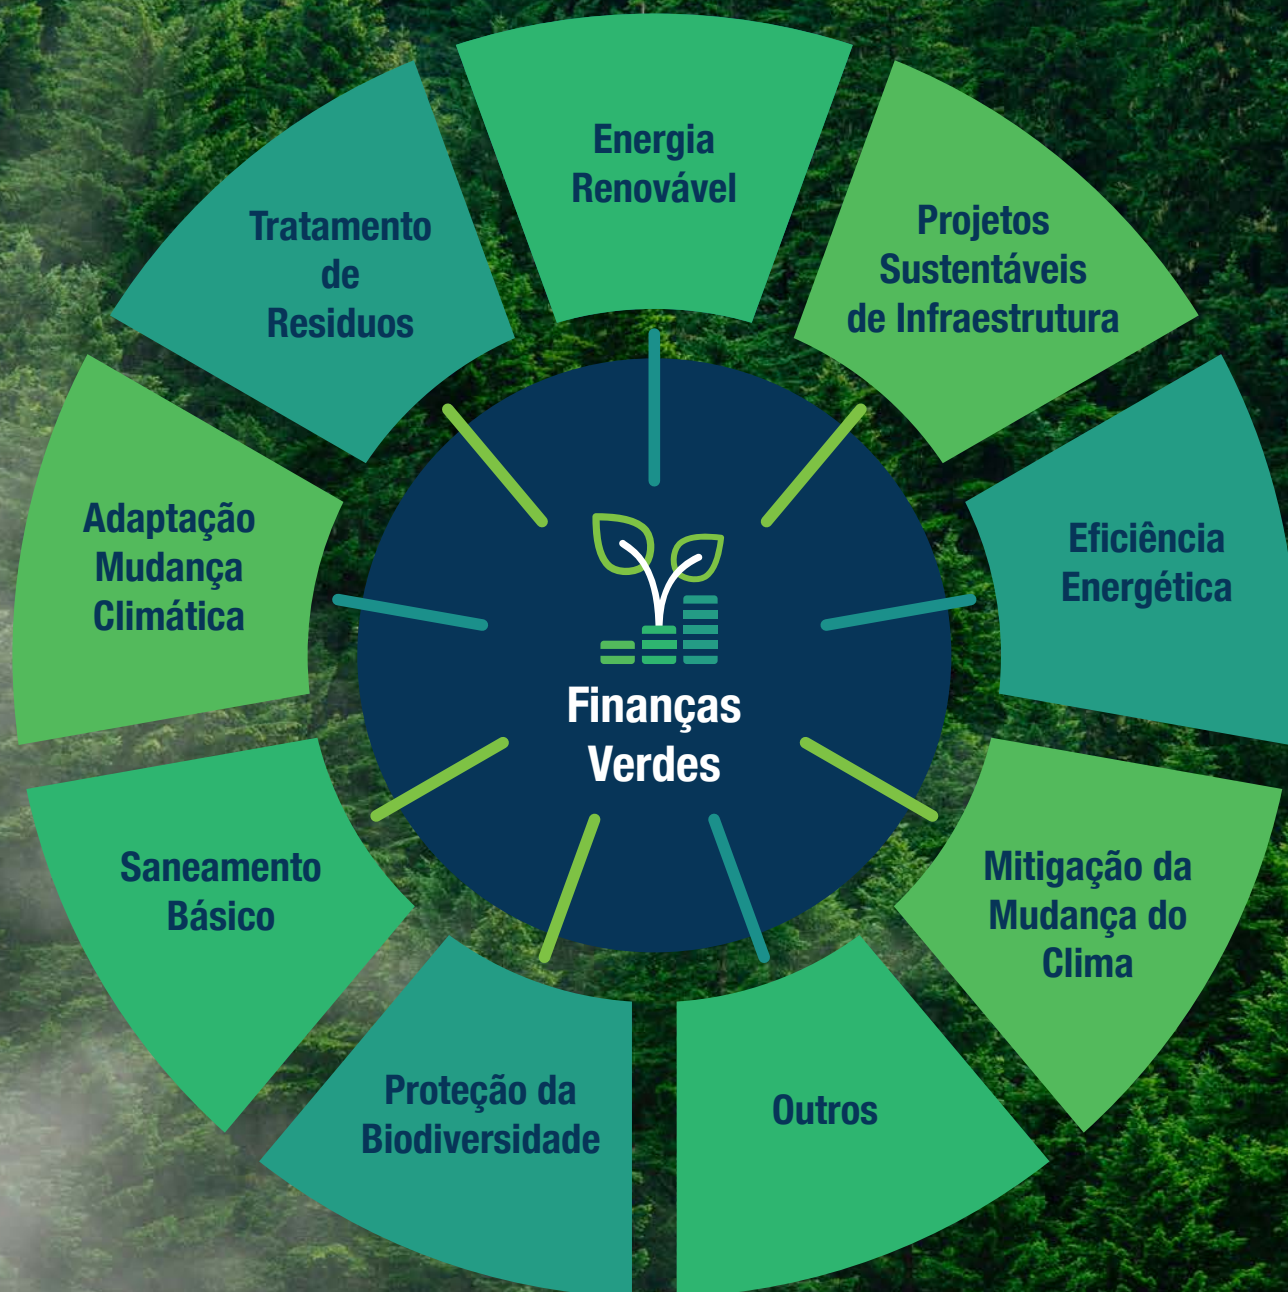 Energia
Renovável
Projetos
Sustentáveis
de Infraestrutura
Eficiência
Energética
Mitigação da
Mudança do
Clima
Outros
Proteção da
Biodiversidade
Saneamento
Básico
Adaptação
Mudança
Climática
Tratamento
de
Residuos
Finanças
Verdes